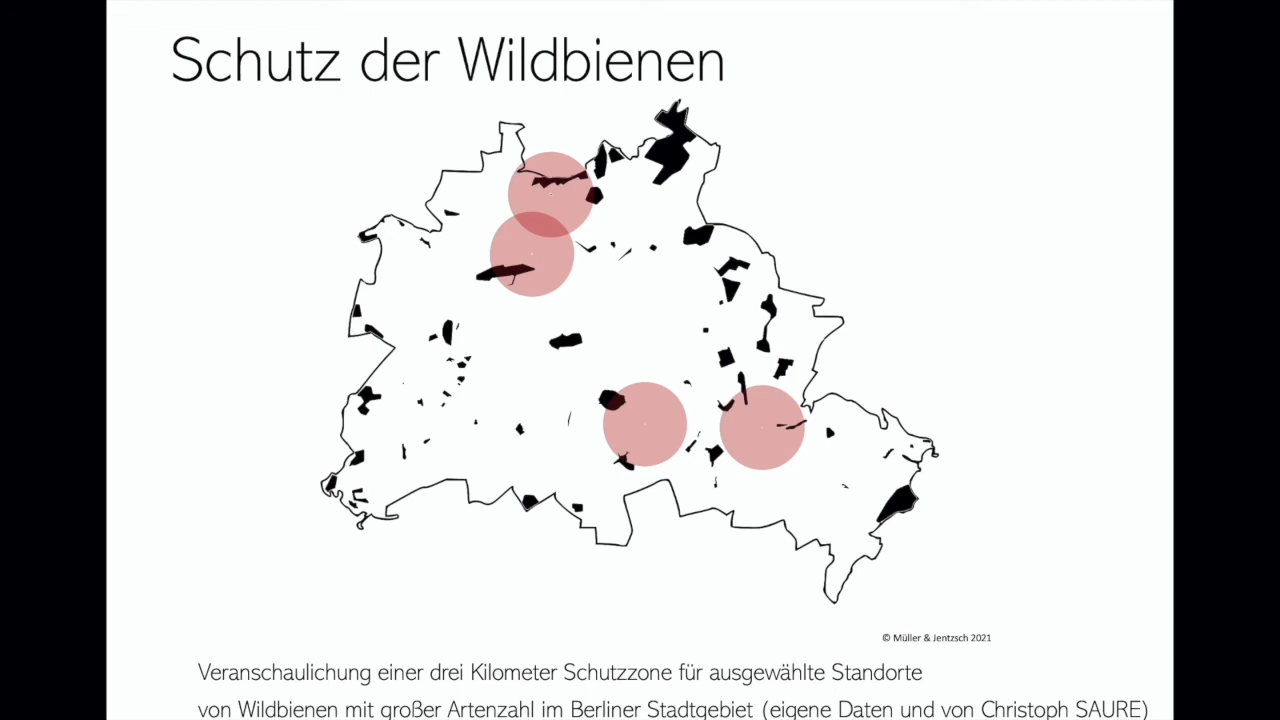 Schutz der Wildbienen
© Müller & Jentzsch 2021
Veranschaulichung einer drei Kilometer Schutzzone für ausgewählte Standorte
von Wildbienen mit großer Artenzahl im Berliner Stadtgebiet (eigene Daten und von Christoph SAURE)